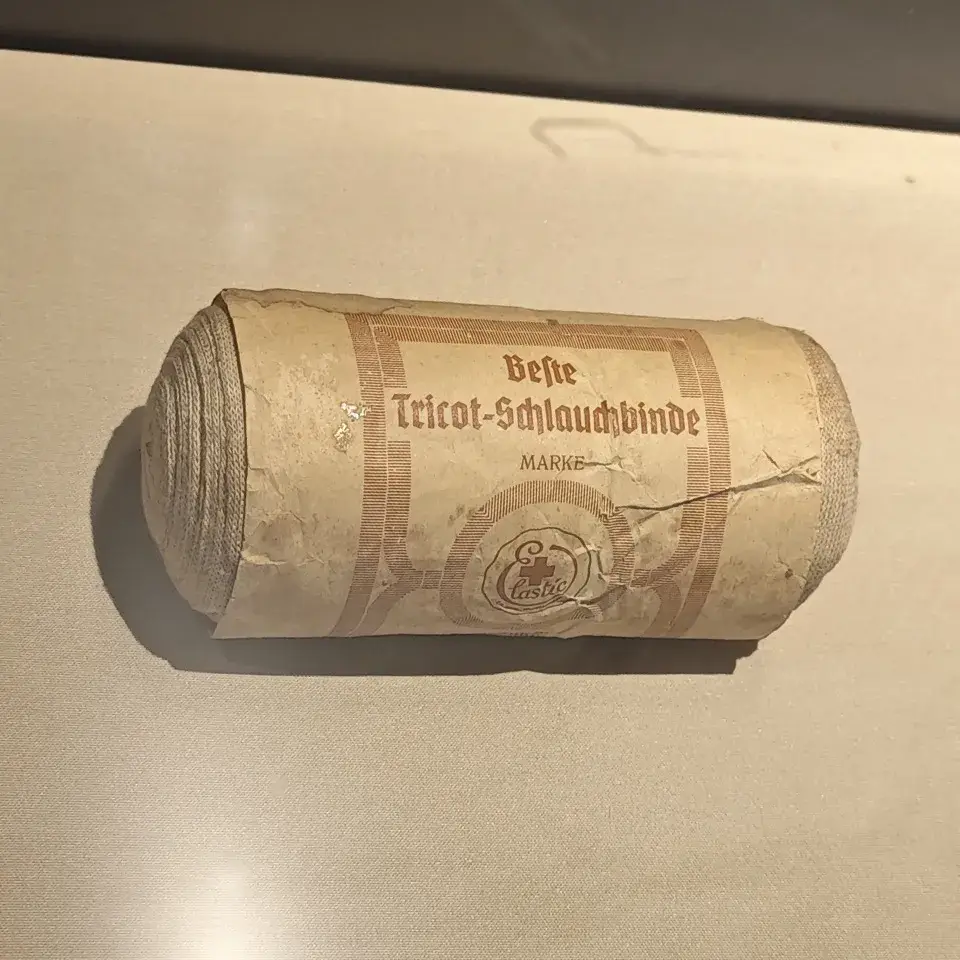 Beſte
Tricot-Schlauchbinde
MARKE
Elastic